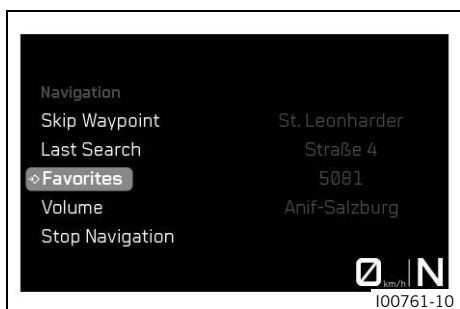 Navigation
Skip Waypoint
Last Search
Favorites
Volume
Stop Navigation
St. Leonharder
Straße 4
5081
Anif-Salzburg
0 km/h N
I00761-10